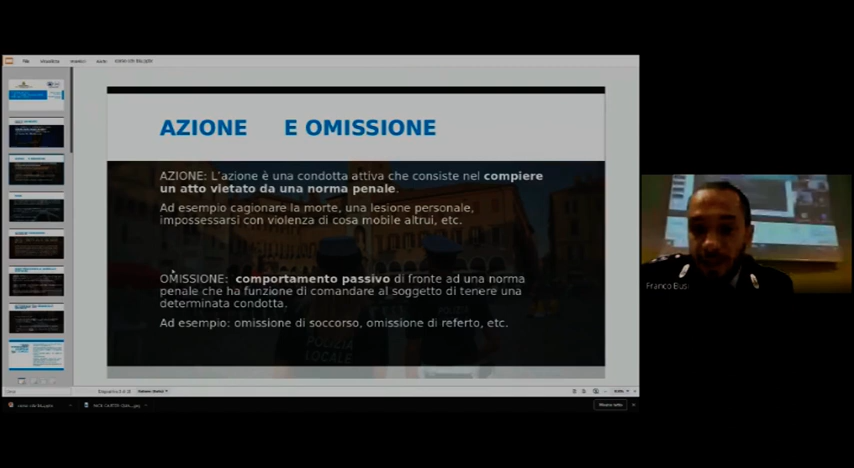 AZIONE E OMISSIONE
AZIONE: L'azione è una condotta attiva che consiste nel compiere
un atto vietato da una norma penale.
Ad esempio cagionare la morte, una lesione personale,
impossessarsi con violenza di cosa mobile altrui, etc.
OMISSIONE: comportamento passivo di fronte ad una norma
penale che ha funzione di comandare al soggetto di tenere una
determinata condotta.
Ad esempio: omissione di soccorso, omissione di referto, etc.
POLIZIA
LOCALE
Franco Busi